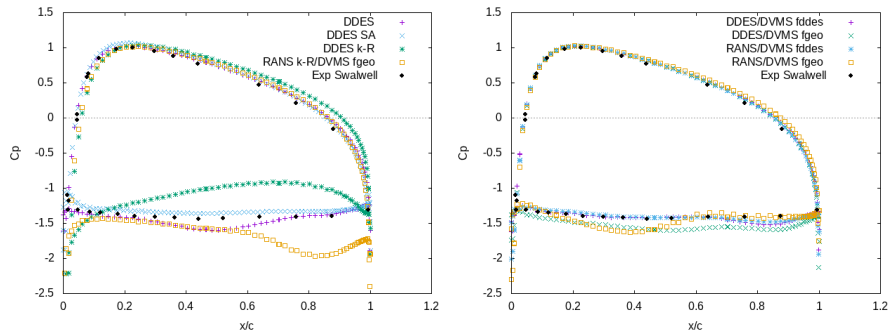 1.5
1
0.5
0
-0.5
-1
-1.5
-2
-2.5
Cp
0
0.2
0.4
0.6
0.8
1
1.2
x/c
DDES
DDES SA
DDES k-R
RANS k-R/DVMS fgeo
Exp Swalwell
1.5
1
0.5
0
-0.5
-1
-1.5
-2
-2.5
Cp
0
0.2
0.4
0.6
0.8
1
1.2
x/c
DDES/DVMS fddes
DDES/DVMS fgeo
RANS/DVMS fddes
RANS/DVMS fgeo
Exp Swalwell